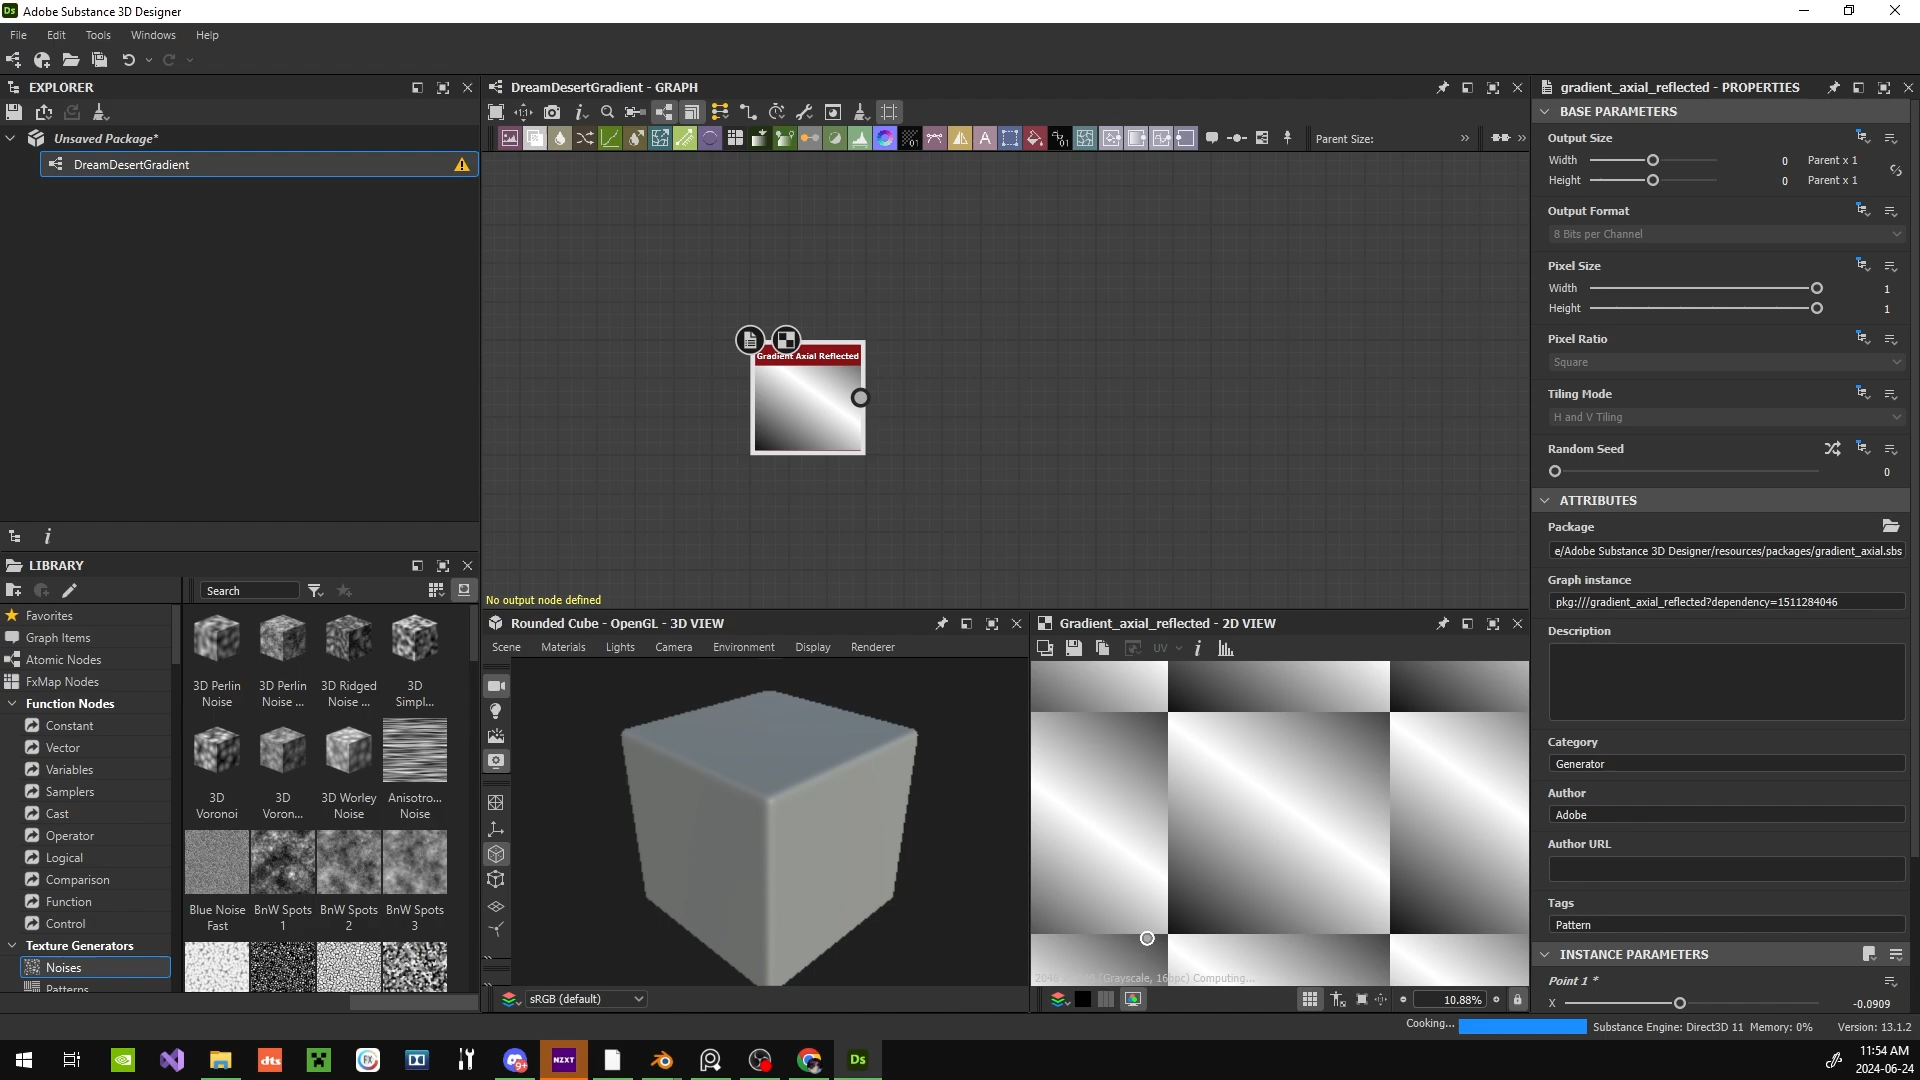 Adobe Substance 3D Designer
File Edit Tools Windows Help
EXPLORER
Unsaved Package*
DreamDesertGradient
DreamDesertGradient - GRAPH
Parent Size:
Gradient Axial Reflected
No output node defined
LIBRARY
Search
Favorites
Graph Items
Atomic Nodes
FxMap Nodes
Function Nodes
Constant
Vector
Variables
Samplers
Cast
Operator
Logical
Comparison
Function
Control
Texture Generators
Noises
Patterns
3D Perlin Noise
3D Perlin Noise ...
3D Ridged Noise ...
3D Simpl...
3D Voronoi
3D Voron...
3D Worley Noise
Anisotro... Noise
Blue Noise Fast
BnW Spots 1
BnW Spots 2
BnW Spots 3
Rounded Cube - OpenGL - 3D VIEW
Scene Materials Lights Camera Environment Display Renderer
sRGB (default)
Gradient_axial_reflected - 2D VIEW
UV
(Grayscale, 16bpc) Computing...
10.88%
gradient_axial_reflected - PROPERTIES
BASE PARAMETERS
Output Size
Width 0 Parent x 1
Height 0 Parent x 1
Output Format
8 Bits per Channel
Pixel Size
Width 1
Height 1
Pixel Ratio
Square
Tiling Mode
H and V Tiling
Random Seed
0
ATTRIBUTES
Package
e/Adobe Substance 3D Designer/resources/packages/gradient_axial.sbs
Graph instance
pkg:///gradient_axial_reflected?dependency=1511284046
Description
Category
Generator
Author
Adobe
Author URL
Tags
Pattern
INSTANCE PARAMETERS
Point 1 *
X -0.0909
Cooking... Substance Engine: Direct3D 11 Memory: 0% Version: 13.1.2
dts
FX
9+
NZXT
Ds
11:54 AM
2024-06-24